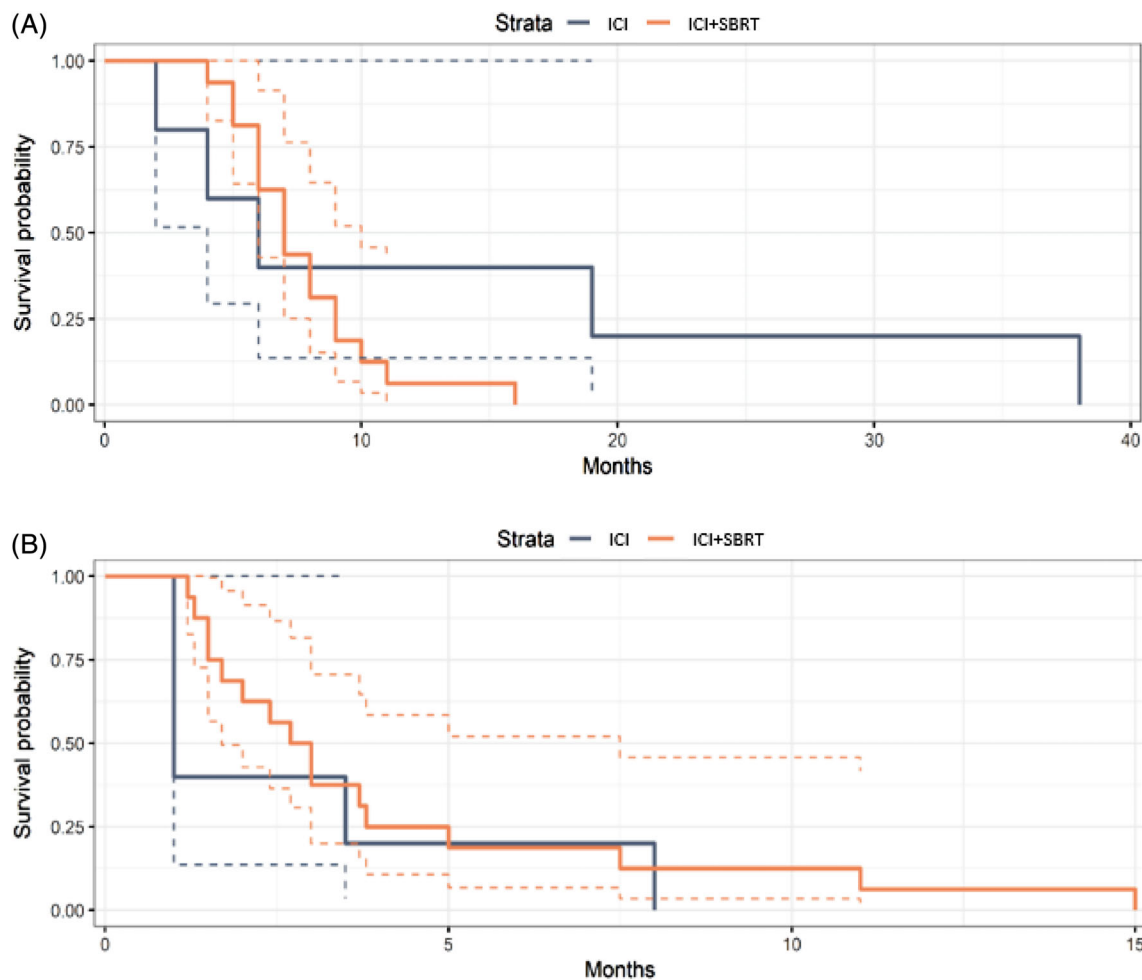 (A)
Strata ICI ICI+SBRT
1.00
0.75
0.50
0.25
0.00
Survival probability
0 10 20 30 40
Months
(B)
Strata ICI ICI+SBRT
1.00
0.75
0.50
0.25
0.00
Survival probability
0 5 10 15
Months